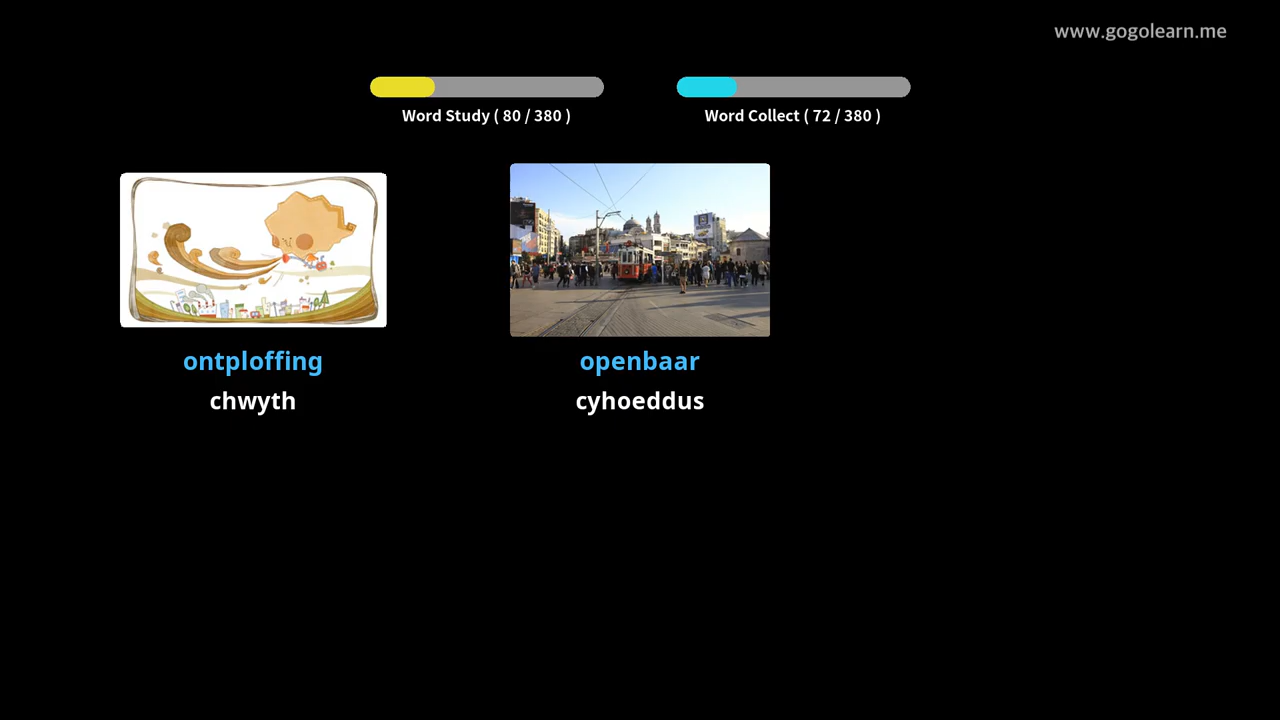 www.gogolearn.me
Word Study ( 80 / 380 )
Word Collect ( 72 / 380 )
ontploffing
openbaar
chwyth
cyhoeddus